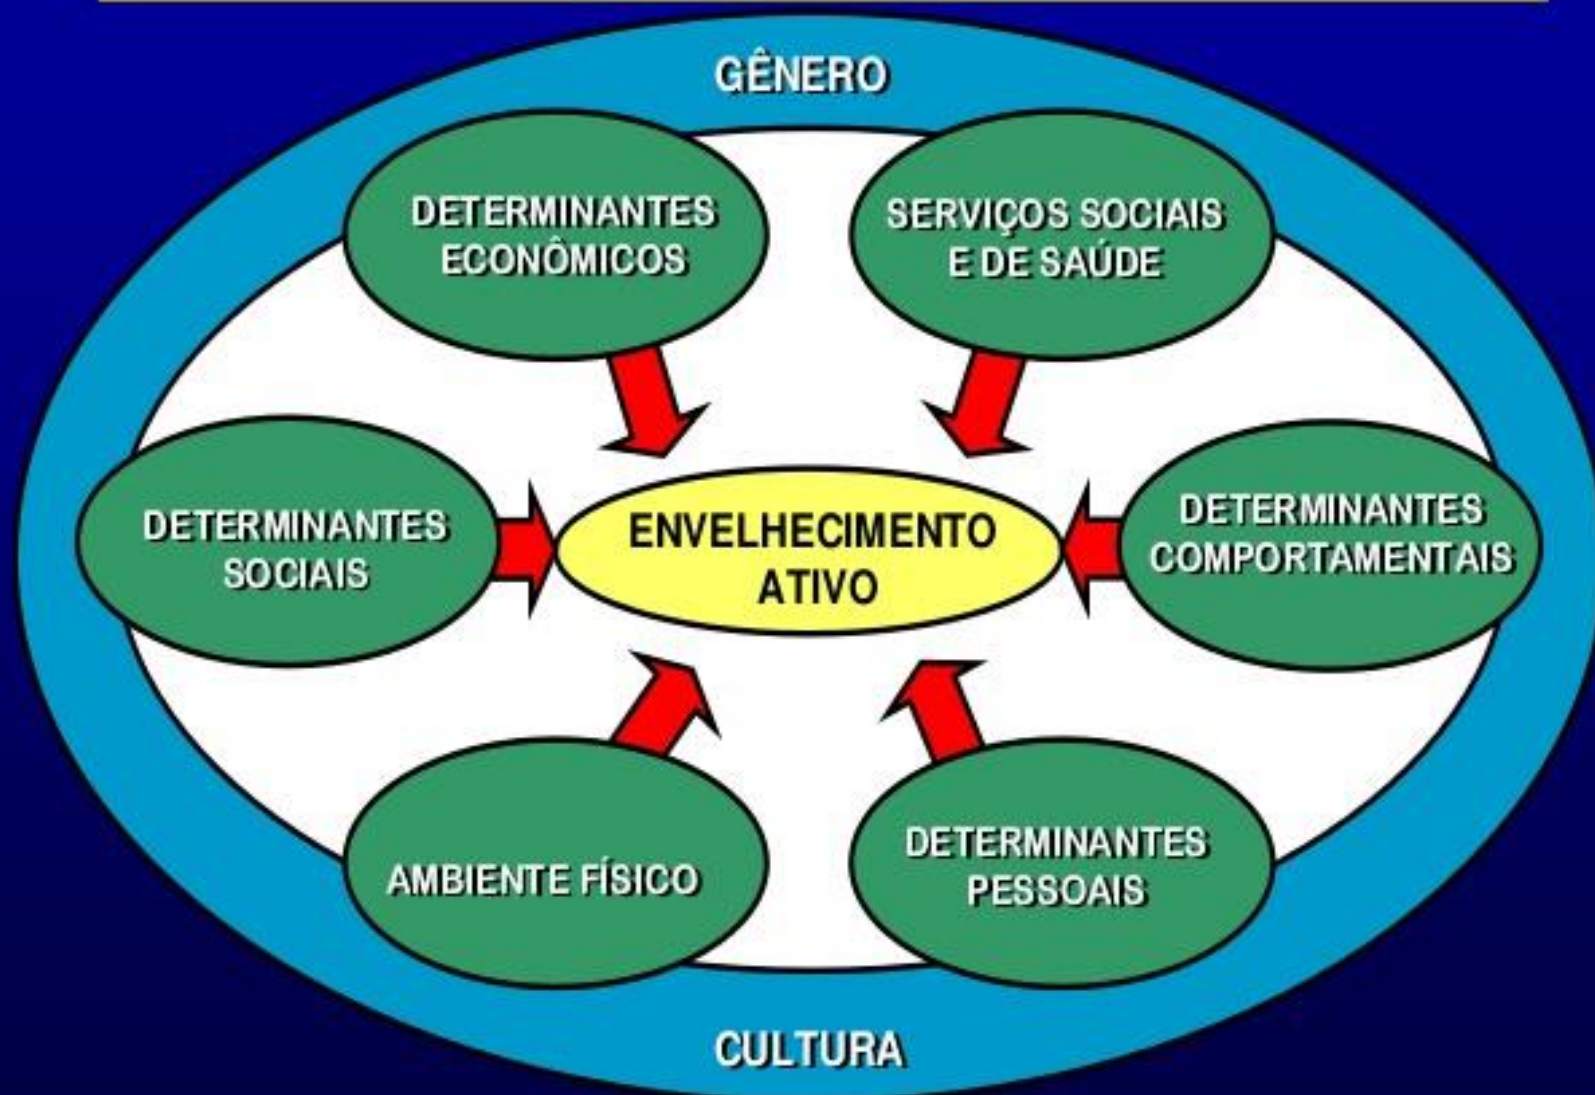 GÊNERO
DETERMINANTES
ECONÔMICOS
SERVIÇOS SOCIAIS
E DE SAÚDE
DETERMINANTES
SOCIAIS
ENVELHECIMENTO
ATIVO
DETERMINANTES
COMPORTAMENTAIS
AMBIENTE FÍSICO
DETERMINANTES
PESSOAIS
CULTURA